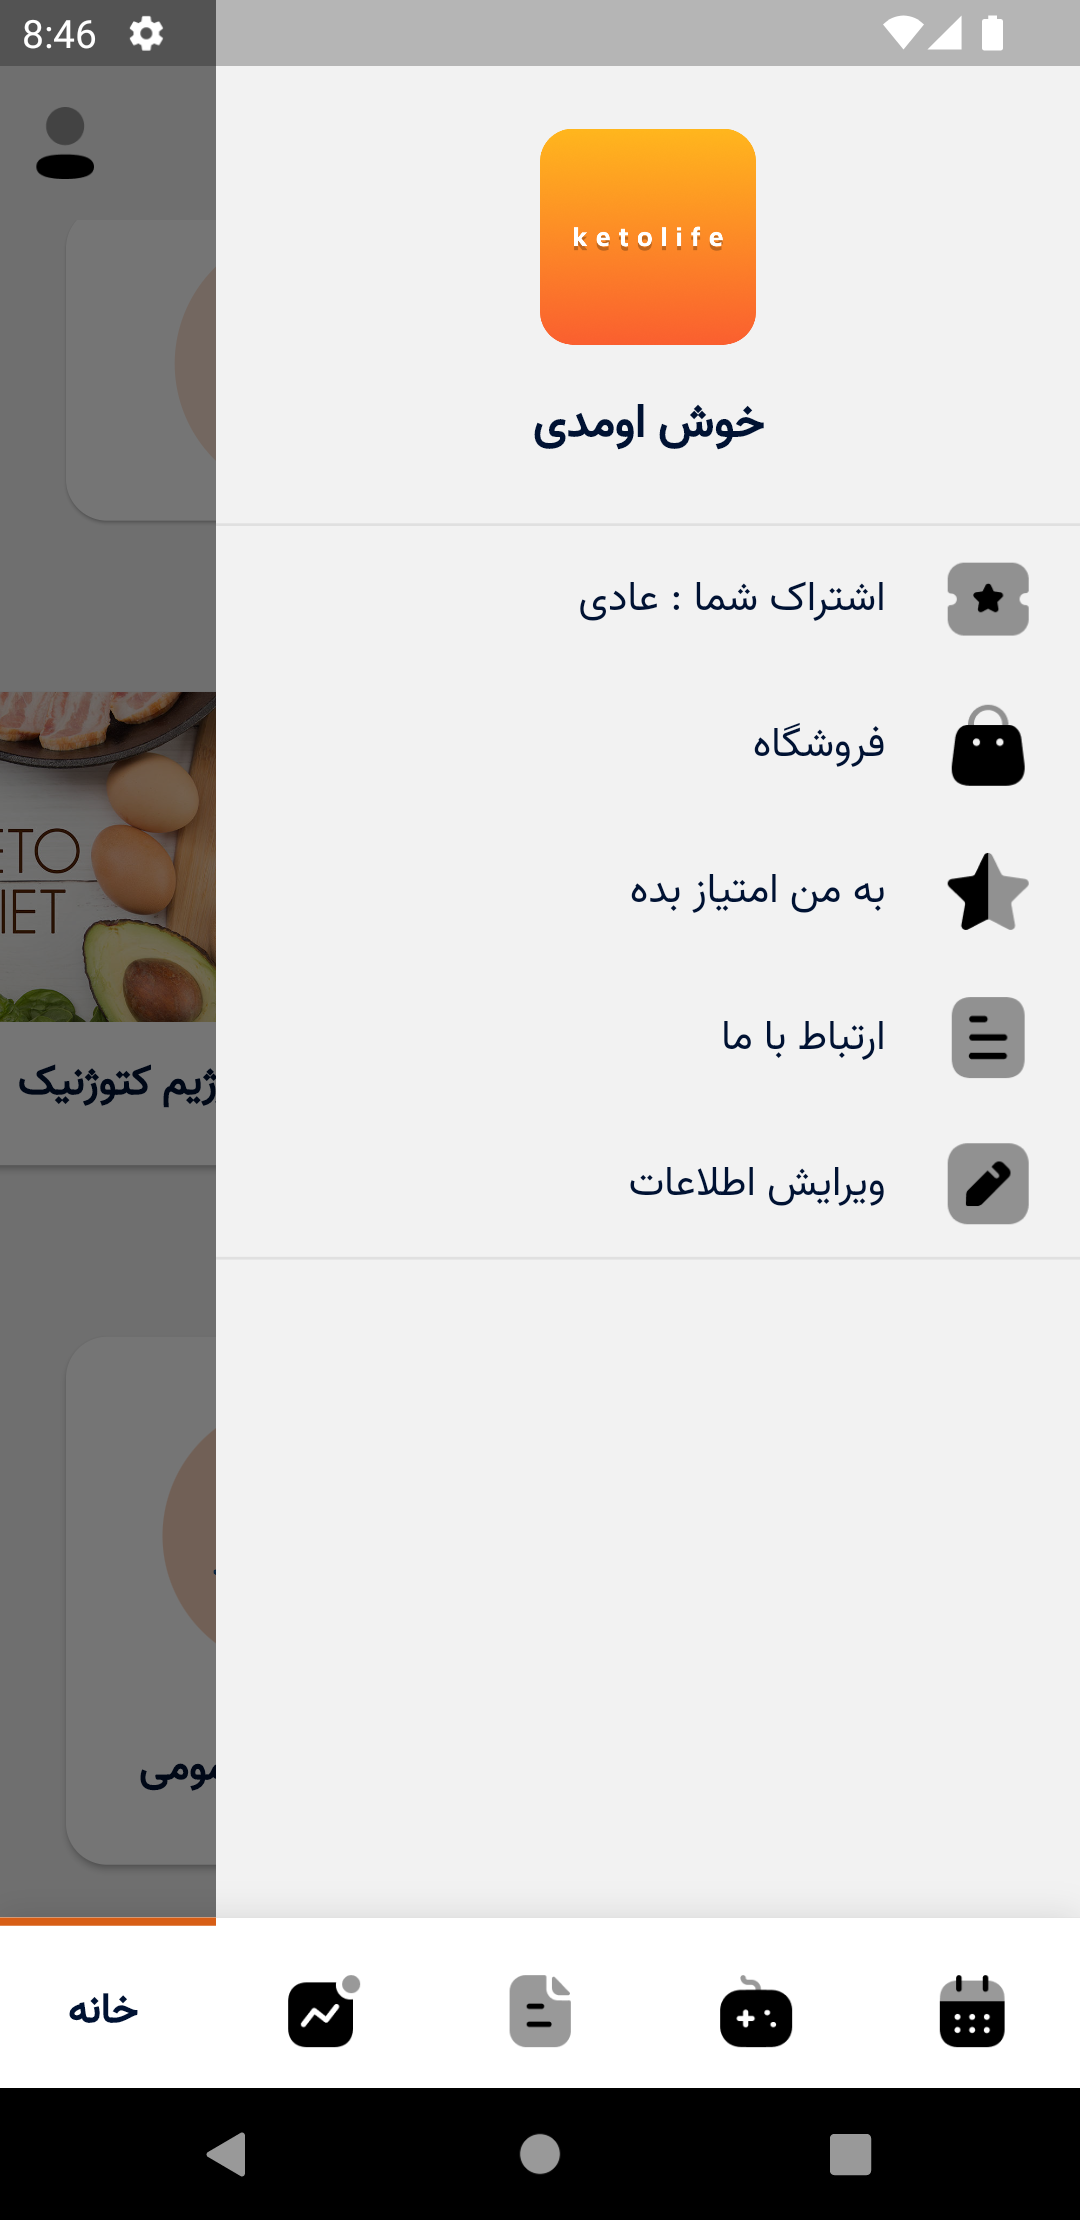 8:46
ketolife
خوش اومدی
اشتراک شما : عادی
فروشگاه
به من امتیاز بده
ارتباط با ما
ویرایش اطلاعات
ETO
IET
ژیم کتوژنیک
مومی
خانه